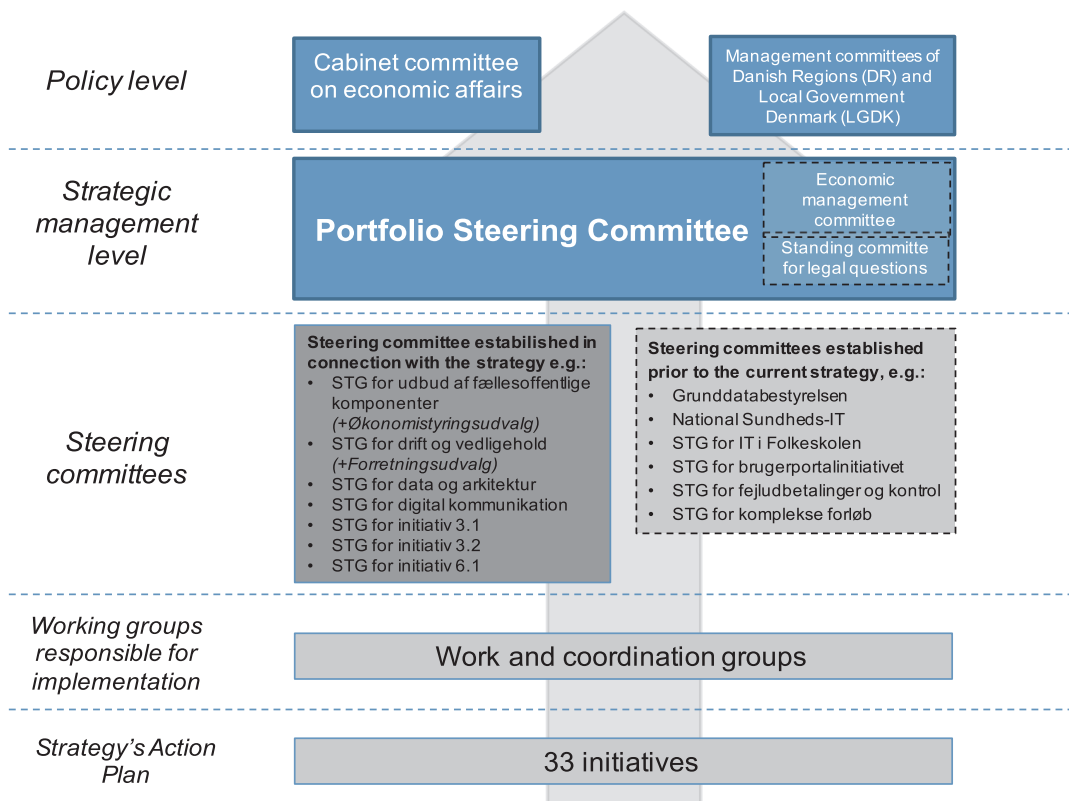 Policy level
Cabinet committee
on economic affairs
Management committees of
Danish Regions (DR) and
Local Government
Denmark (LGDK)
Strategic
management
level
Portfolio Steering Committee
Economic
management
committee
Standing committe
for legal questions
Steering
committees
Steering committee estabilished in
connection with the strategy e.g.:
• STG for udbud af fællesoffentlige
komponenter
(+Økonomistyringsudvalg)
• STG for drift og vedligehold
(+Forretningsudvalg)
• STG for data og arkitektur
• STG for digital kommunikation
• STG for initiativ 3.1
• STG for initiativ 3.2
• STG for initiativ 6.1
Steering committees established
prior to the current strategy, e.g.:
• Grunddatabestyrelsen
• National Sundheds-IT
• STG for IT i Folkeskolen
• STG for brugerportalinitiativet
• STG for fejludbetalinger og kontrol
• STG for komplekse forløb
Working groups
responsible for
implementation
Work and coordination groups
Strategy's Action
Plan
33 initiatives